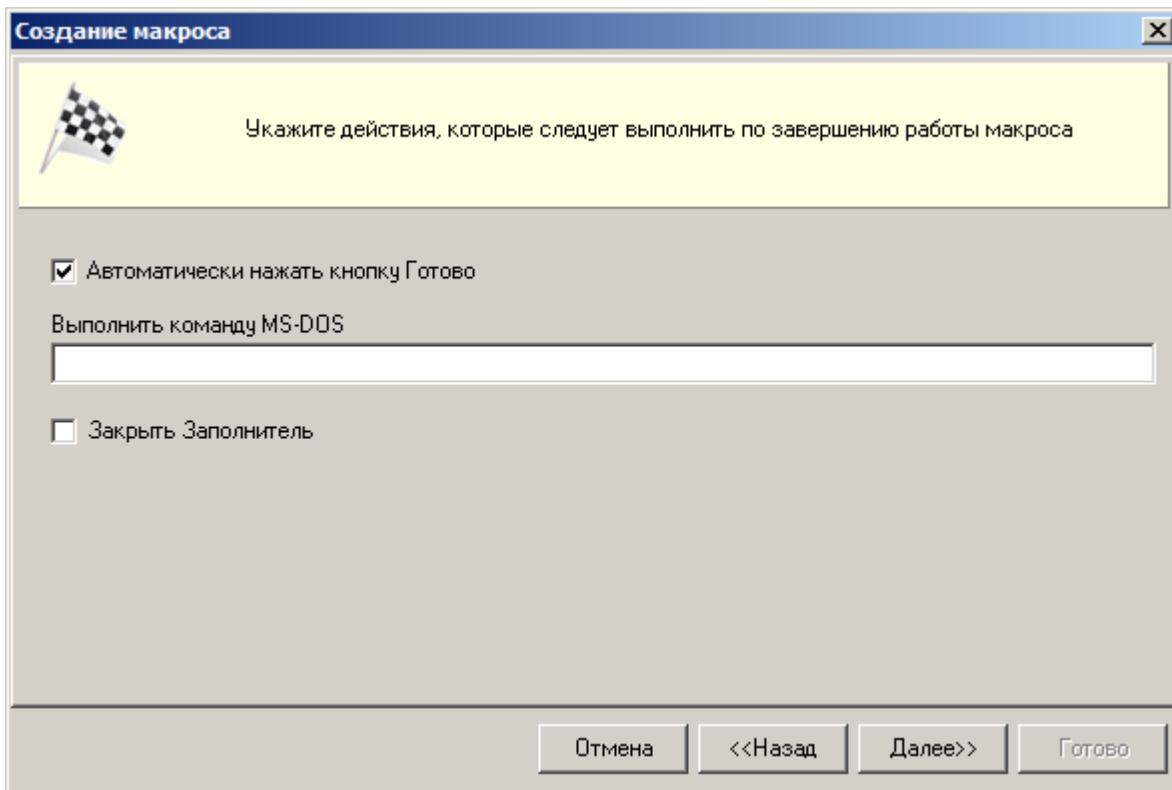 Создание макроса
Укажите действия, которые следует выполнить по завершению работы макроса
Автоматически нажать кнопку Готово
Выполнить команду MS-DOS
Закрыть Заполнитель
Отмена
<<Назад
Далее>>
Готово